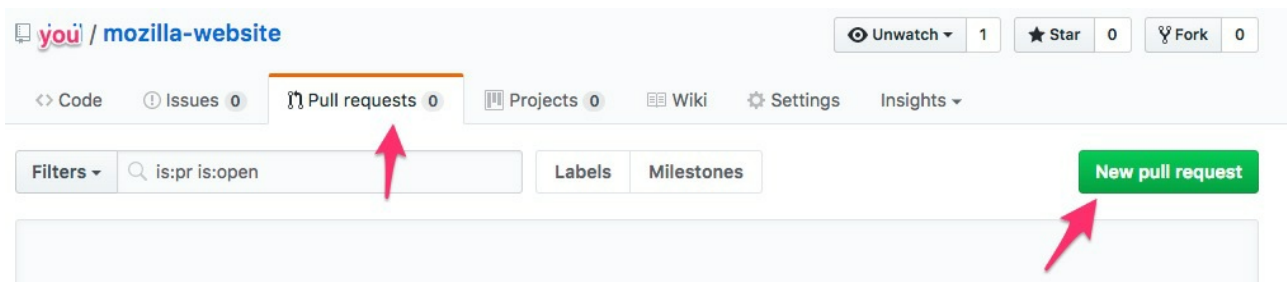 you / mozilla-website Unwatch 1 Star 0 Fork 0
Code Issues 0 Pull requests 0 Projects 0 Wiki Settings Insights
Filters is:pr is:open Labels Milestones New pull request